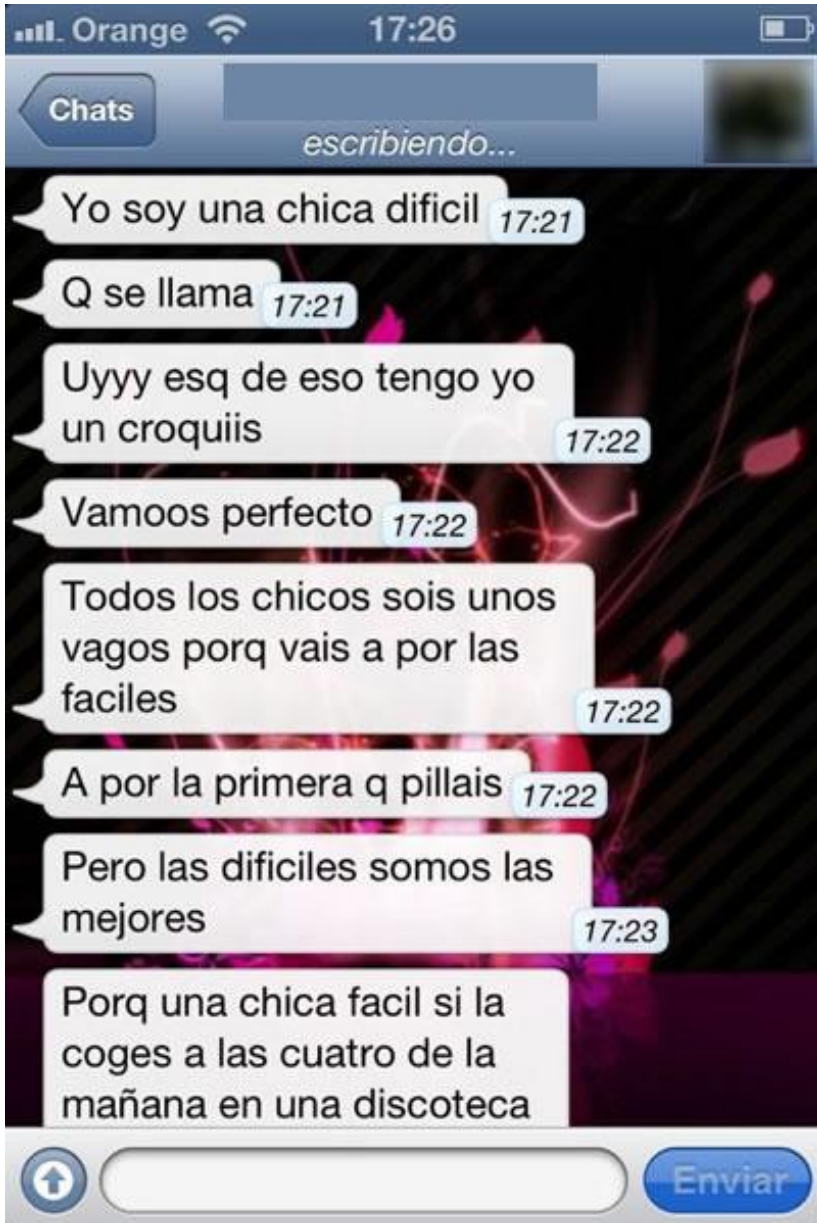 Orange 17:26
Chats
escribiendo...
Yo soy una chica dificil 17:21
Q se llama 17:21
Uyyy esq de eso tengo yo
un croquiis 17:22
Vamoos perfecto 17:22
Todos los chicos sois unos
vagos porq vais a por las
faciles 17:22
A por la primera q pillais 17:22
Pero las dificiles somos las
mejores 17:23
Porq una chica facil si la
coges a las cuatro de la
mañana en una discoteca
Enviar